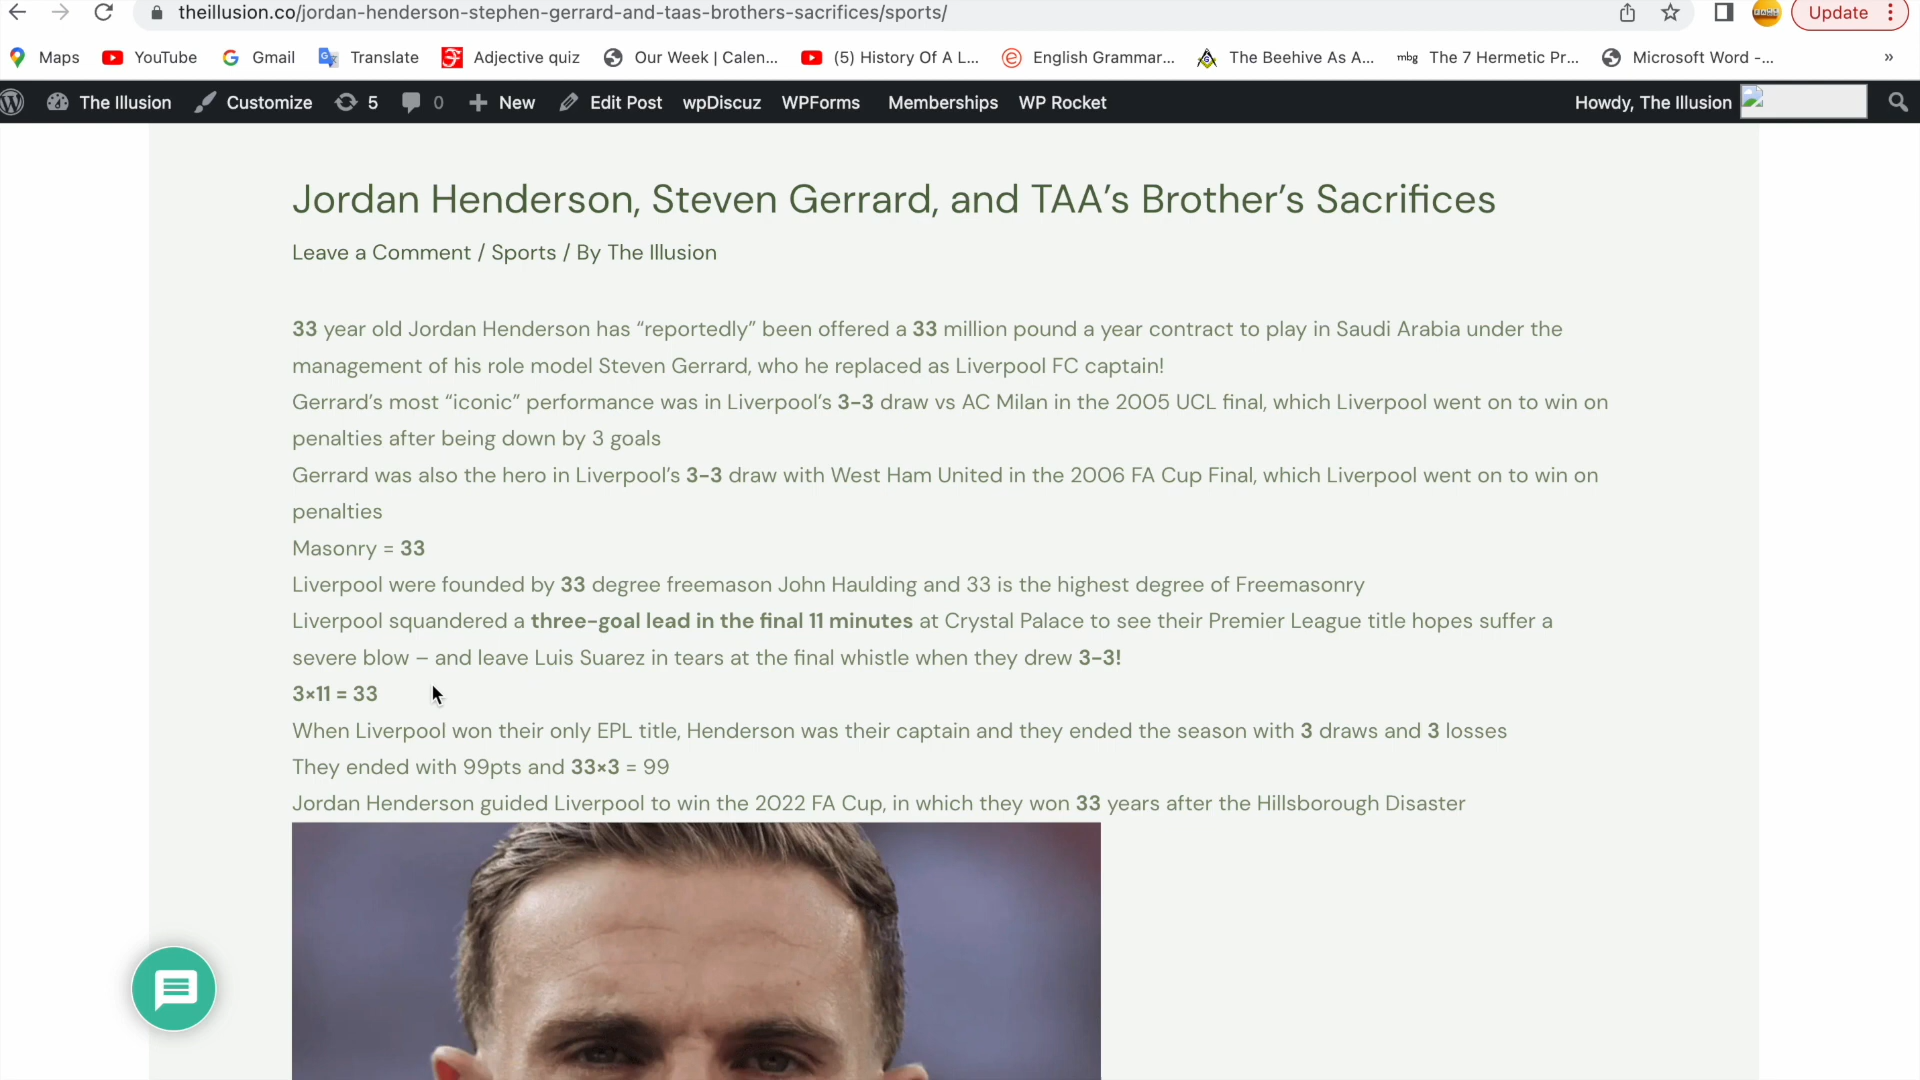 theillusion.co/jordan-henderson-stephen-gerrard-and-taas-brothers-sacrifices/sports/
Update
Maps YouTube Gmail Translate Adjective quiz Our Week | Calen... (5) History Of A L... English Grammar... The Beehive As A... mbg The 7 Hermetic Pr... Microsoft Word -... »
The Illusion Customize 5 0 New Edit Post wpDiscuz WPForms Memberships WP Rocket Howdy, The Illusion
Jordan Henderson, Steven Gerrard, and TAA's Brother's Sacrifices
Leave a Comment / Sports / By The Illusion
33 year old Jordan Henderson has “reportedly” been offered a 33 million pound a year contract to play in Saudi Arabia under the
management of his role model Steven Gerrard, who he replaced as Liverpool FC captain!
Gerrard's most “iconic” performance was in Liverpool's 3-3 draw vs AC Milan in the 2005 UCL final, which Liverpool went on to win on
penalties after being down by 3 goals
Gerrard was also the hero in Liverpool's 3-3 draw with West Ham United in the 2006 FA Cup Final, which Liverpool went on to win on
penalties
Masonry = 33
Liverpool were founded by 33 degree freemason John Haulding and 33 is the highest degree of Freemasonry
Liverpool squandered a three-goal lead in the final 11 minutes at Crystal Palace to see their Premier League title hopes suffer a
severe blow – and leave Luis Suarez in tears at the final whistle when they drew 3-3!
3×11 = 33
When Liverpool won their only EPL title, Henderson was their captain and they ended the season with 3 draws and 3 losses
They ended with 99pts and 33×3 = 99
Jordan Henderson guided Liverpool to win the 2022 FA Cup, in which they won 33 years after the Hillsborough Disaster